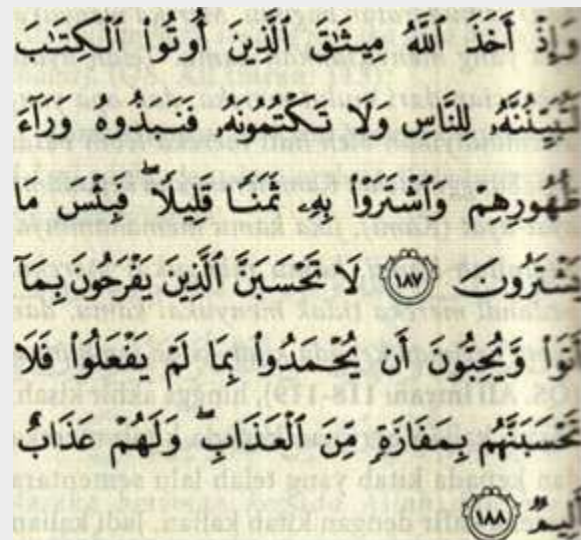 وَإِذْ أَخَذَ ٱللَّهُ مِيثَٰقَ ٱلَّذِينَ أُوتُوا۟ ٱلْكِتَٰبَ
لَتُبَيِّنُنَّهُۥ لِلنَّاسِ وَلَا تَكْتُمُونَهُۥ فَنَبَذُوهُ وَرَآءَ
ظُهُورِهِمْ وَٱشْتَرَوْا۟ بِهِۦ ثَمَنًا قَلِيلًا ۖ فَبِئْسَ مَا
يَشْتَرُونَ ١٨٧ لَا تَحْسَبَنَّ ٱلَّذِينَ يَفْرَحُونَ بِمَآ
أَتَوا۟ وَّيُحِبُّونَ أَن يُحْمَدُوا۟ بِمَا لَمْ يَفْعَلُوا۟ فَلَا
تَحْسَبَنَّهُم بِمَفَازَةٍ مِّنَ ٱلْعَذَابِ ۖ وَلَهُمْ عَذَابٌ
أَلِيمٌ ١٨٨